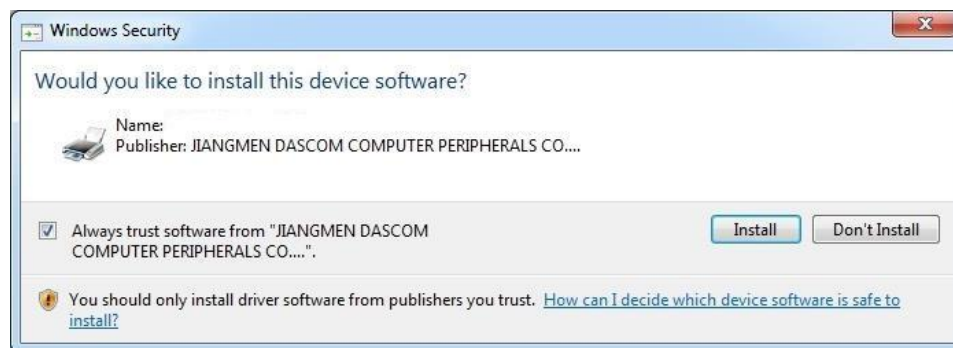 Windows Security
Would you like to install this device software?
Name:
Publisher: JIANGMEN DASCOM COMPUTER PERIPHERALS CO....
Always trust software from "JIANGMEN DASCOM
COMPUTER PERIPHERALS CO....".
Install
Don't Install
You should only install driver software from publishers you trust. How can I decide which device software is safe to
install?